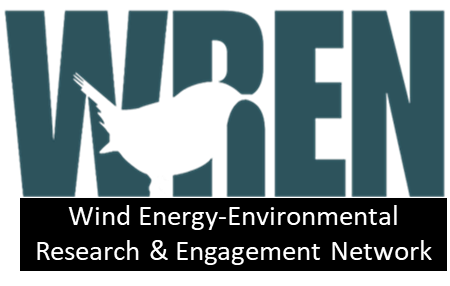 WREN
Wind Energy-Environmental
Research & Engagement Network